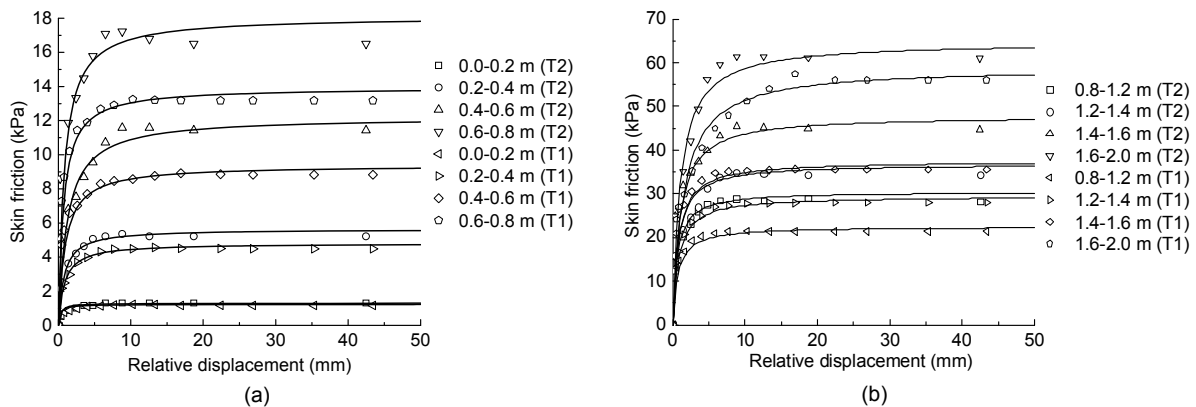 18
16
14
12
10
8
6
4
2
0
Skin friction (kPa)
0 10 20 30 40 50
Relative displacement (mm)
(a)
0.0-0.2 m (T2)
0.2-0.4 m (T2)
0.4-0.6 m (T2)
0.6-0.8 m (T2)
0.0-0.2 m (T1)
0.2-0.4 m (T1)
0.4-0.6 m (T1)
0.6-0.8 m (T1)
70
60
50
40
30
20
10
0
Skin friction (kPa)
0 10 20 30 40 50
Relative displacement (mm)
(b)
0.8-1.2 m (T2)
1.2-1.4 m (T2)
1.4-1.6 m (T2)
1.6-2.0 m (T2)
0.8-1.2 m (T1)
1.2-1.4 m (T1)
1.4-1.6 m (T1)
1.6-2.0 m (T1)